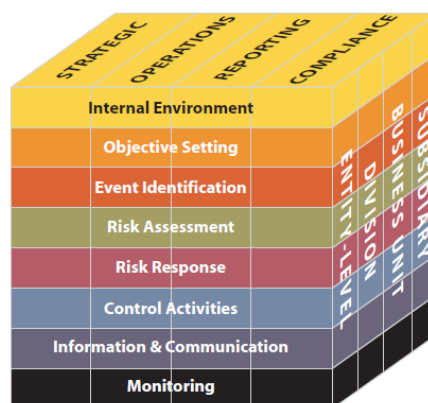 STRATEGIC
OPERATIONS
REPORTING
COMPLIANCE
Internal Environment
Objective Setting
Event Identification
Risk Assessment
Risk Response
Control Activities
Information & Communication
Monitoring
ENTITY-LEVEL
DIVISION
BUSINESS UNIT
SUBSIDIARY